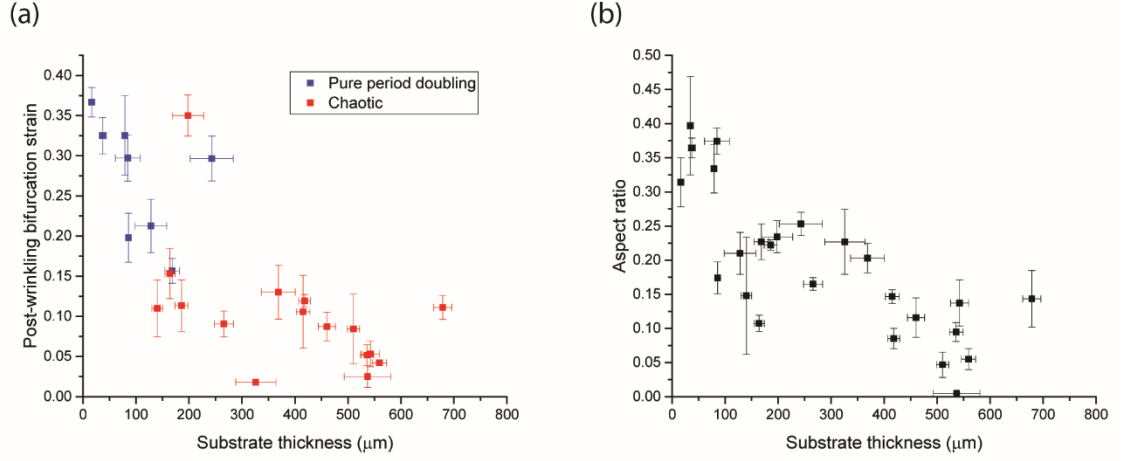 (a)
(b)
Post-wrinkling bifurcation strain
0.40
0.35
0.30
0.25
0.20
0.15
0.10
0.05
0.00
Pure period doubling
Chaotic
0 100 200 300 400 500 600 700 800
Substrate thickness (μm)
Aspect ratio
0.50
0.45
0.40
0.35
0.30
0.25
0.20
0.15
0.10
0.05
0.00
0 100 200 300 400 500 600 700 800
Substrate thickness (μm)